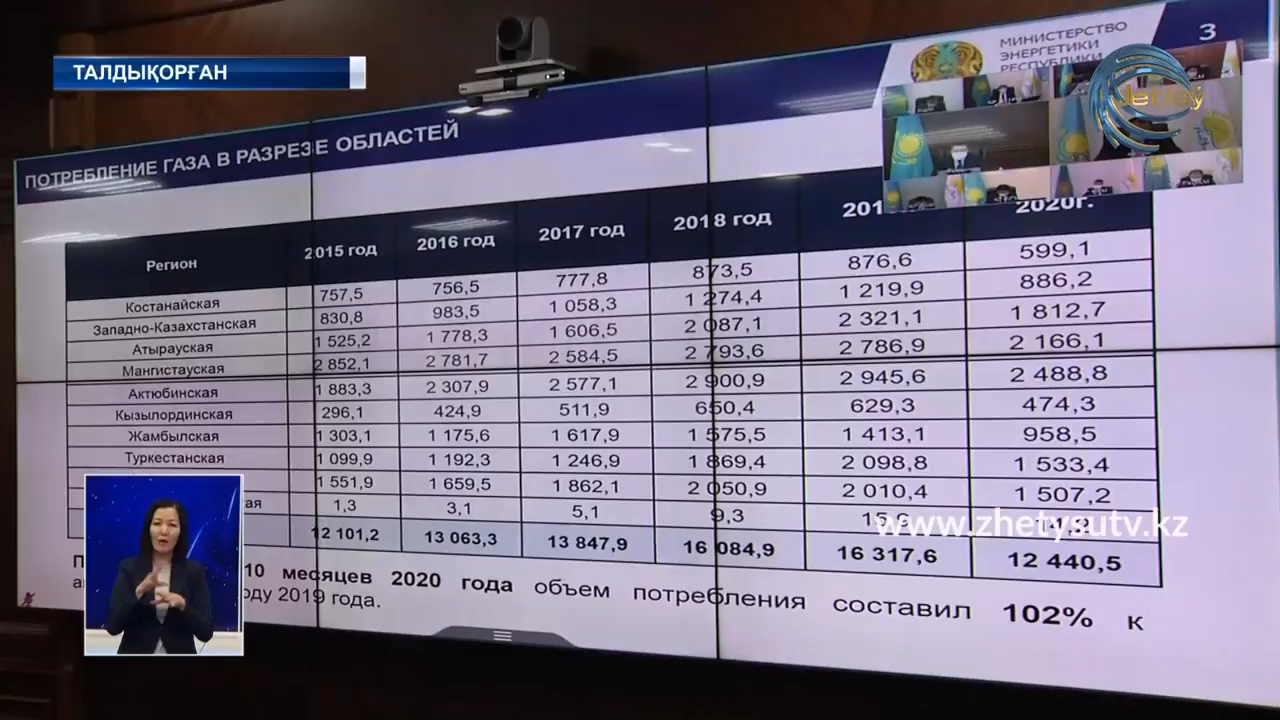 ТАЛДЫҚОРҒАН
3
МИНИСТЕРСТВО
ЭНЕРГЕТИКИ
РЕСПУБЛИКИ
Jetisý
ПОТРЕБЛЕНИЕ ГАЗА В РАЗРЕЗЕ ОБЛАСТЕЙ
Регион 2015 год 2016 год 2017 год 2018 год 2020г.
Костанайская 757,5 756,5 777,8 873,5 876,6 599,1
Западно-Казахстанская 830,8 983,5 1 058,3 1 274,4 1 219,9 886,2
Атырауская 1 525,2 1 778,3 1 606,5 2 087,1 2 321,1 1 812,7
Мангистауская 2 852,1 2 781,7 2 584,5 2 793,6 2 786,9 2 166,1
Актюбинская 1 883,3 2 307,9 2 577,1 2 900,9 2 945,6 2 488,8
Кызылординская 296,1 424,9 511,9 650,4 629,3 474,3
Жамбылская 1 303,1 1 175,6 1 617,9 1 575,5 1 413,1 958,5
Туркестанская 1 099,9 1 192,3 1 246,9 1 869,4 2 098,8 1 533,4
1 551,9 1 659,5 1 862,1 2 050,9 2 010,4 1 507,2
1,3 3,1 5,1 9,3
www.zhetysutv.kz
12 101,2 13 063,3 13 847,9 16 084,9 16 317,6 12 440,5
10 месяцев 2020 года объем потребления составил 102% к
2019 года.